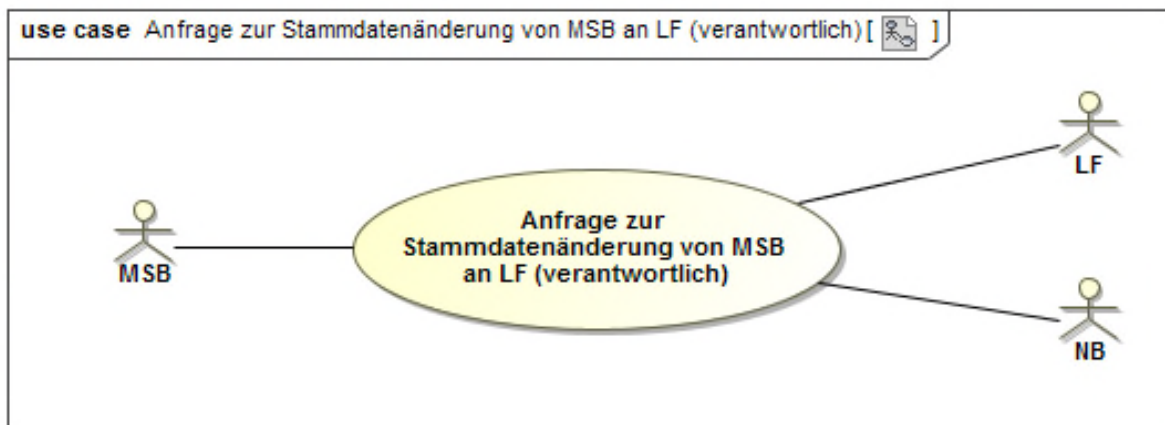 use case Anfrage zur Stammdatenänderung von MSB an LF (verantwortlich) [ ]
LF
Anfrage zur
Stammdatenänderung von MSB
an LF (verantwortlich)
MSB
NB